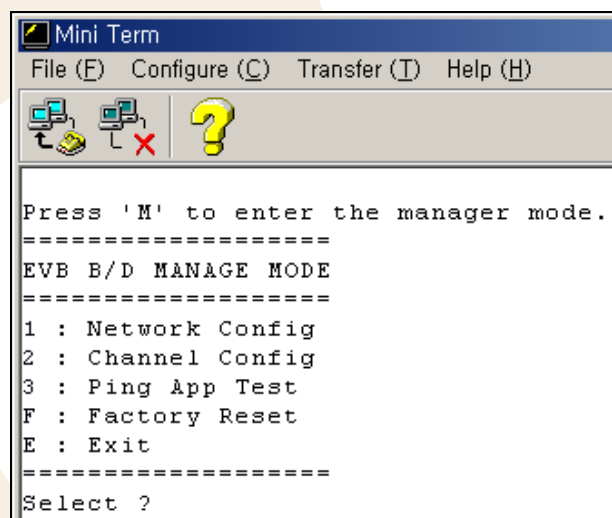 Mini Term
File (F) Configure (C) Transfer (T) Help (H)
Press 'M' to enter the manager mode.
===================
EVB B/D MANAGE MODE
===================
1 : Network Config
2 : Channel Config
3 : Ping App Test
F : Factory Reset
E : Exit
===================
Select ?